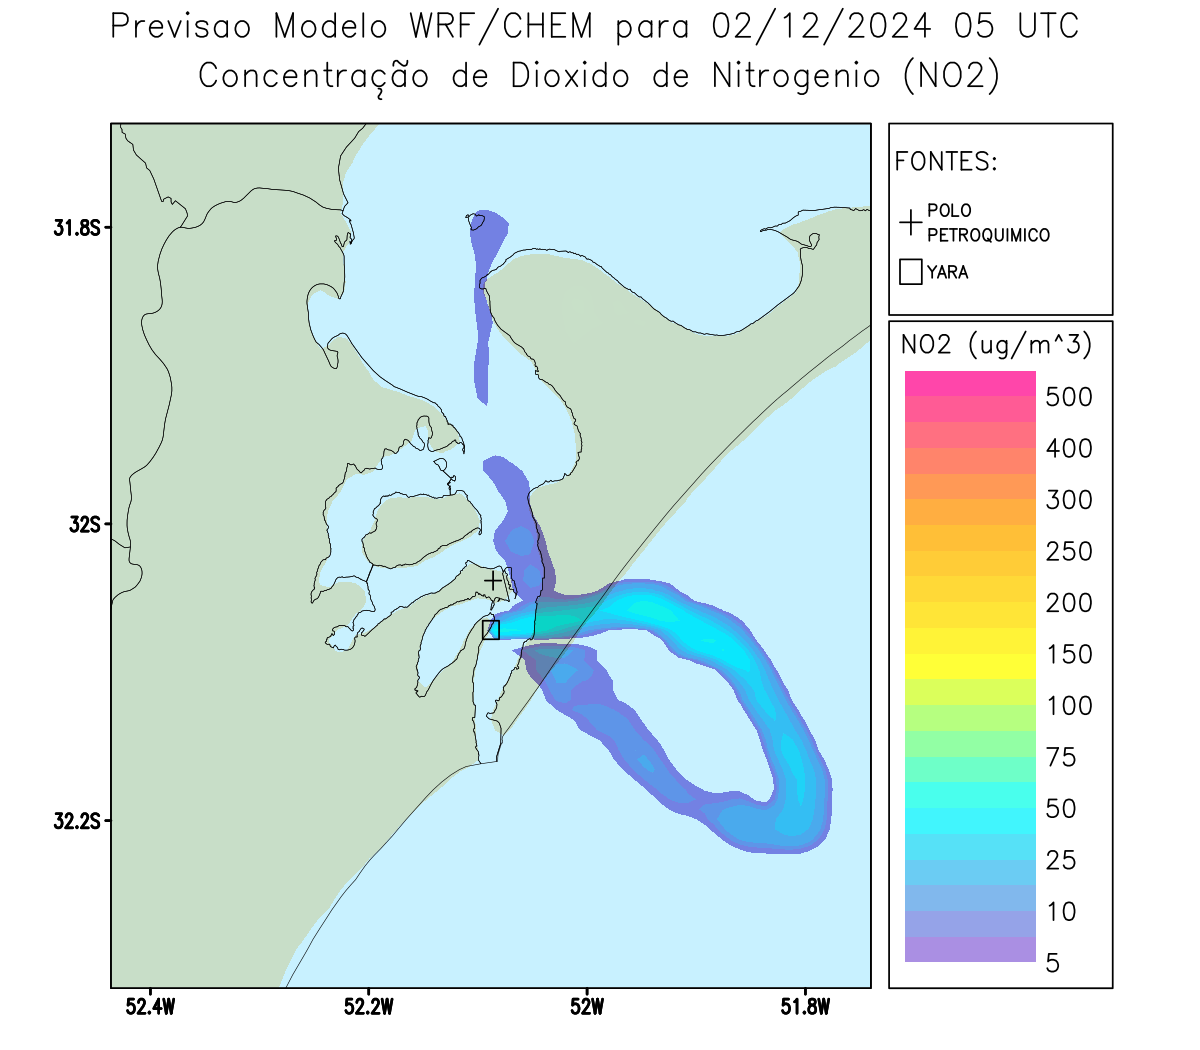 Previsao Modelo WRF/CHEM para 02/12/2024 05 UTC
Concentração de Dioxido de Nitrogenio (NO2)
FONTES:
POLO
PETROQUIMICO
YARA
NO2 (ug/m^3)
500
400
300
250
200
150
100
75
50
25
10
5
31.8S
32S
32.2S
52.4W
52.2W
52W
51.8W